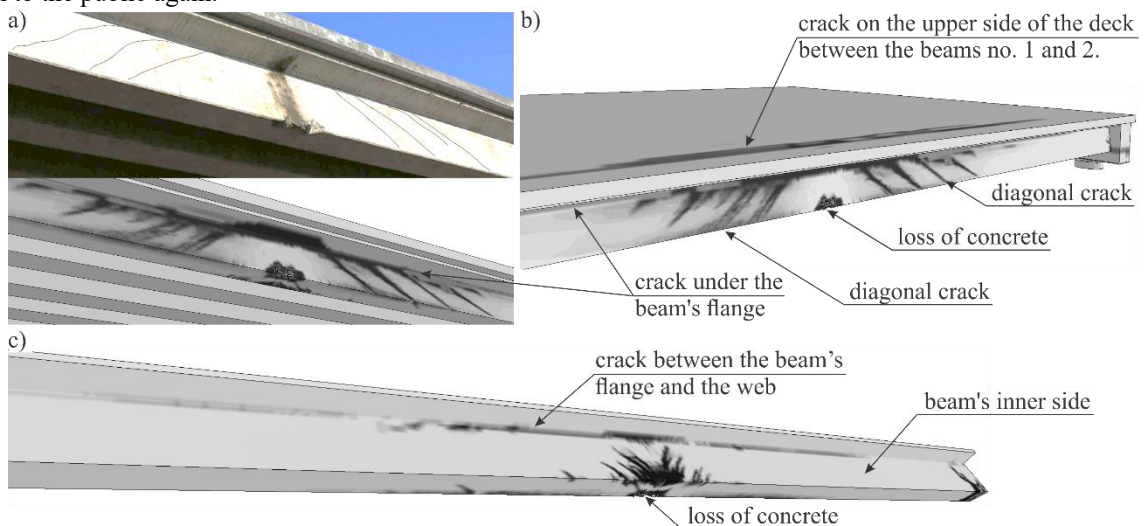 to the public again.
a)
b)
crack on the upper side of the deck
between the beams no. 1 and 2.
diagonal crack
loss of concrete
crack under the
beam's flange
diagonal crack
c)
crack between the beam's
flange and the web
beam's inner side
loss of concrete